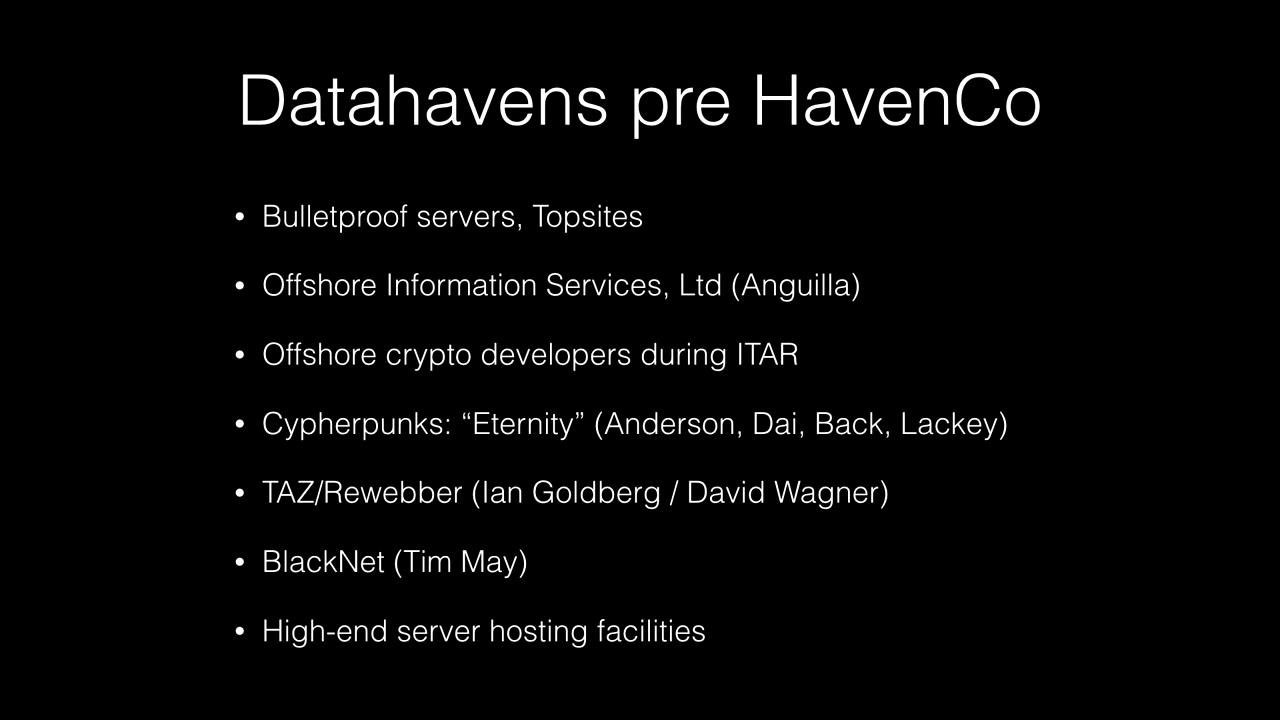 Datahavens pre HavenCo
• Bulletproof servers, Topsites
• Offshore Information Services, Ltd (Anguilla)
• Offshore crypto developers during ITAR
• Cypherpunks: “Eternity” (Anderson, Dai, Back, Lackey)
• TAZ/Rewebber (Ian Goldberg / David Wagner)
• BlackNet (Tim May)
• High-end server hosting facilities